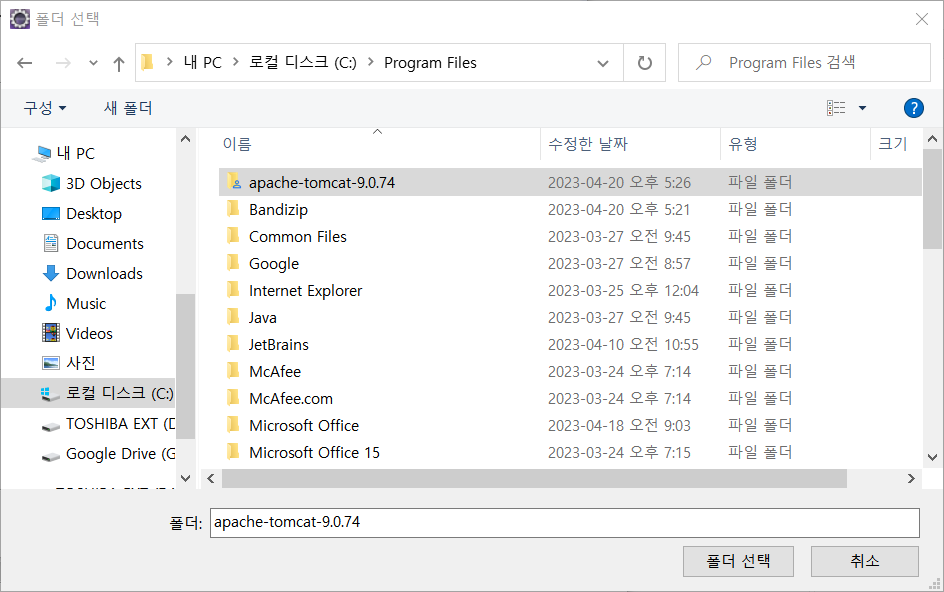 폴더 선택
내 PC > 로컬 디스크 (C:) > Program Files
Program Files 검색
구성
새 폴더
?
내 PC
3D Objects
Desktop
Documents
Downloads
Music
Videos
사진
로컬 디스크 (C:)
TOSHIBA EXT (D
Google Drive (G
이름 수정한 날짜 유형 크기
apache-tomcat-9.0.74 2023-04-20 오후 5:26 파일 폴더
Bandizip 2023-04-20 오후 5:21 파일 폴더
Common Files 2023-03-27 오전 9:45 파일 폴더
Google 2023-03-27 오전 8:57 파일 폴더
Internet Explorer 2023-03-25 오후 12:04 파일 폴더
Java 2023-03-27 오전 9:45 파일 폴더
JetBrains 2023-04-10 오전 10:55 파일 폴더
McAfee 2023-03-24 오후 7:14 파일 폴더
McAfee.com 2023-03-24 오후 7:14 파일 폴더
Microsoft Office 2023-04-18 오전 9:03 파일 폴더
Microsoft Office 15 2023-03-24 오후 7:15 파일 폴더
폴더: apache-tomcat-9.0.74
폴더 선택
취소